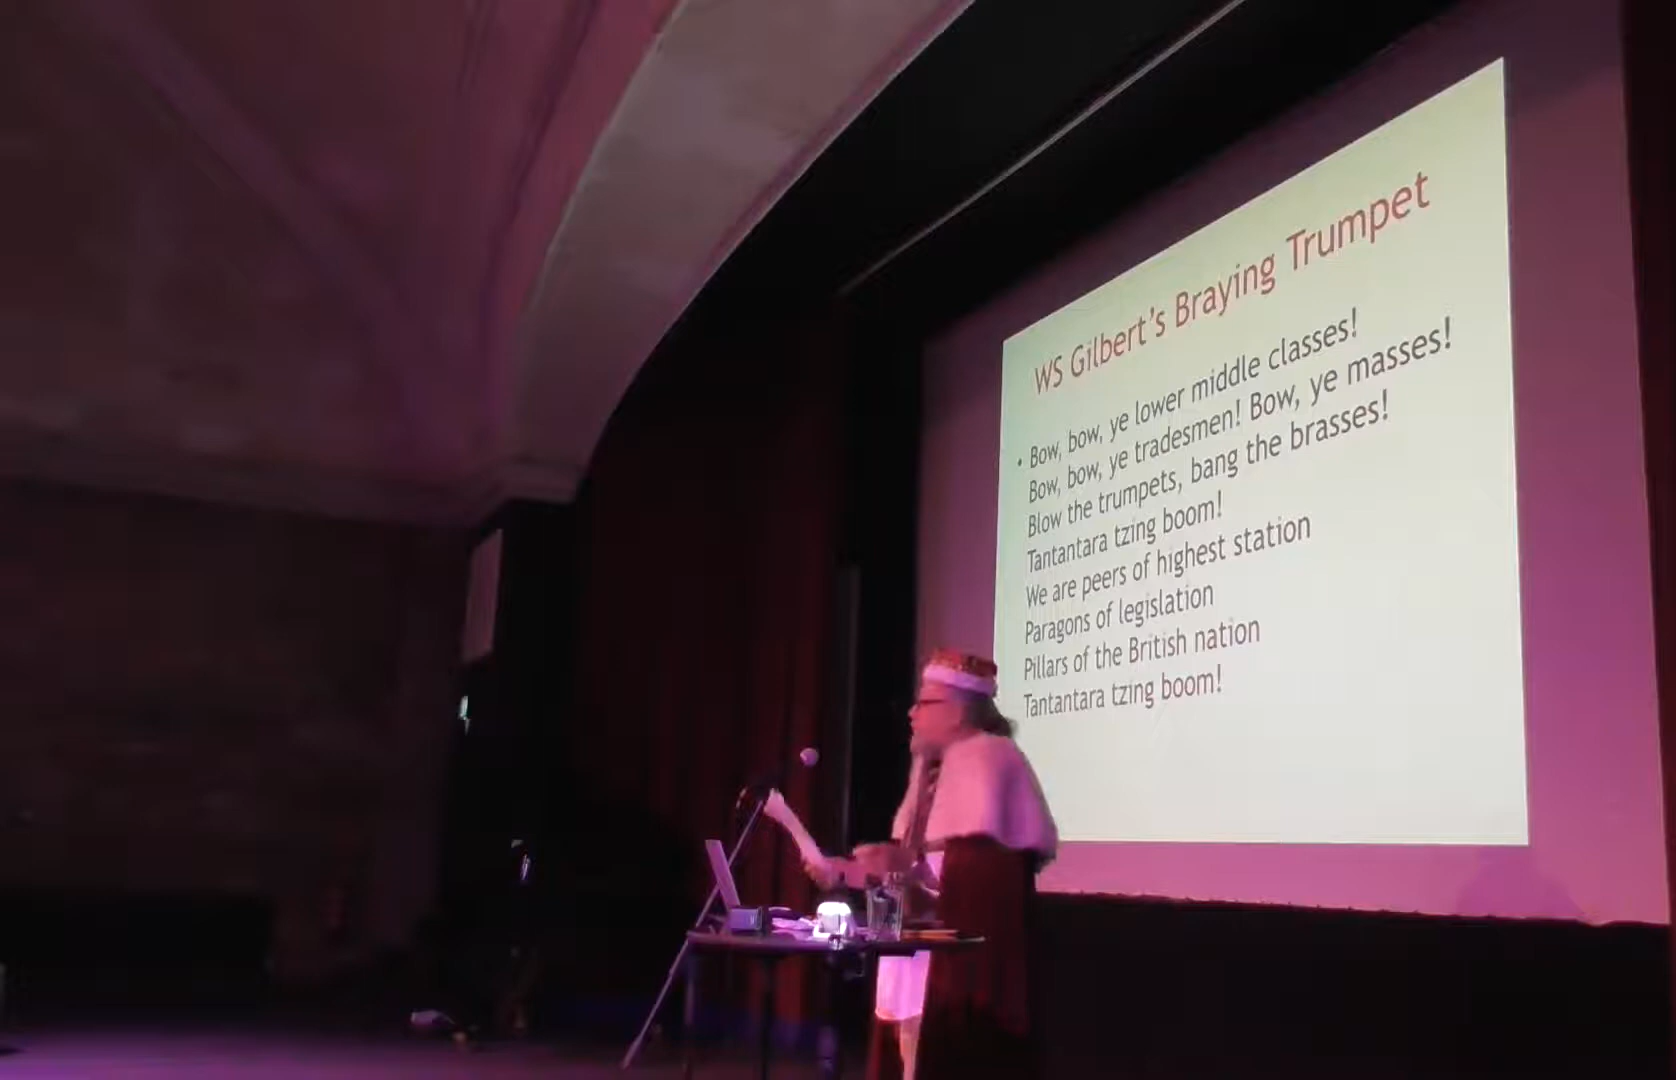 WS Gilbert's Braying Trumpet
• Bow, bow, ye lower middle classes!
Bow, bow, ye tradesmen! Bow, ye masses!
Blow the trumpets, bang the brasses!
Tantantara tzing boom!
We are peers of highest station
Paragons of legislation
Pillars of the British nation
Tantantara tzing boom!